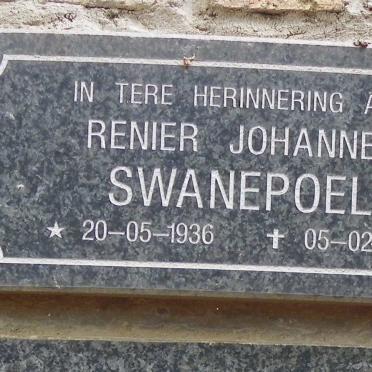 IN TERE HERINNERING A
RENIER JOHANNE
SWANEPOEL
★ 20-05-1936 ✝ 05-02